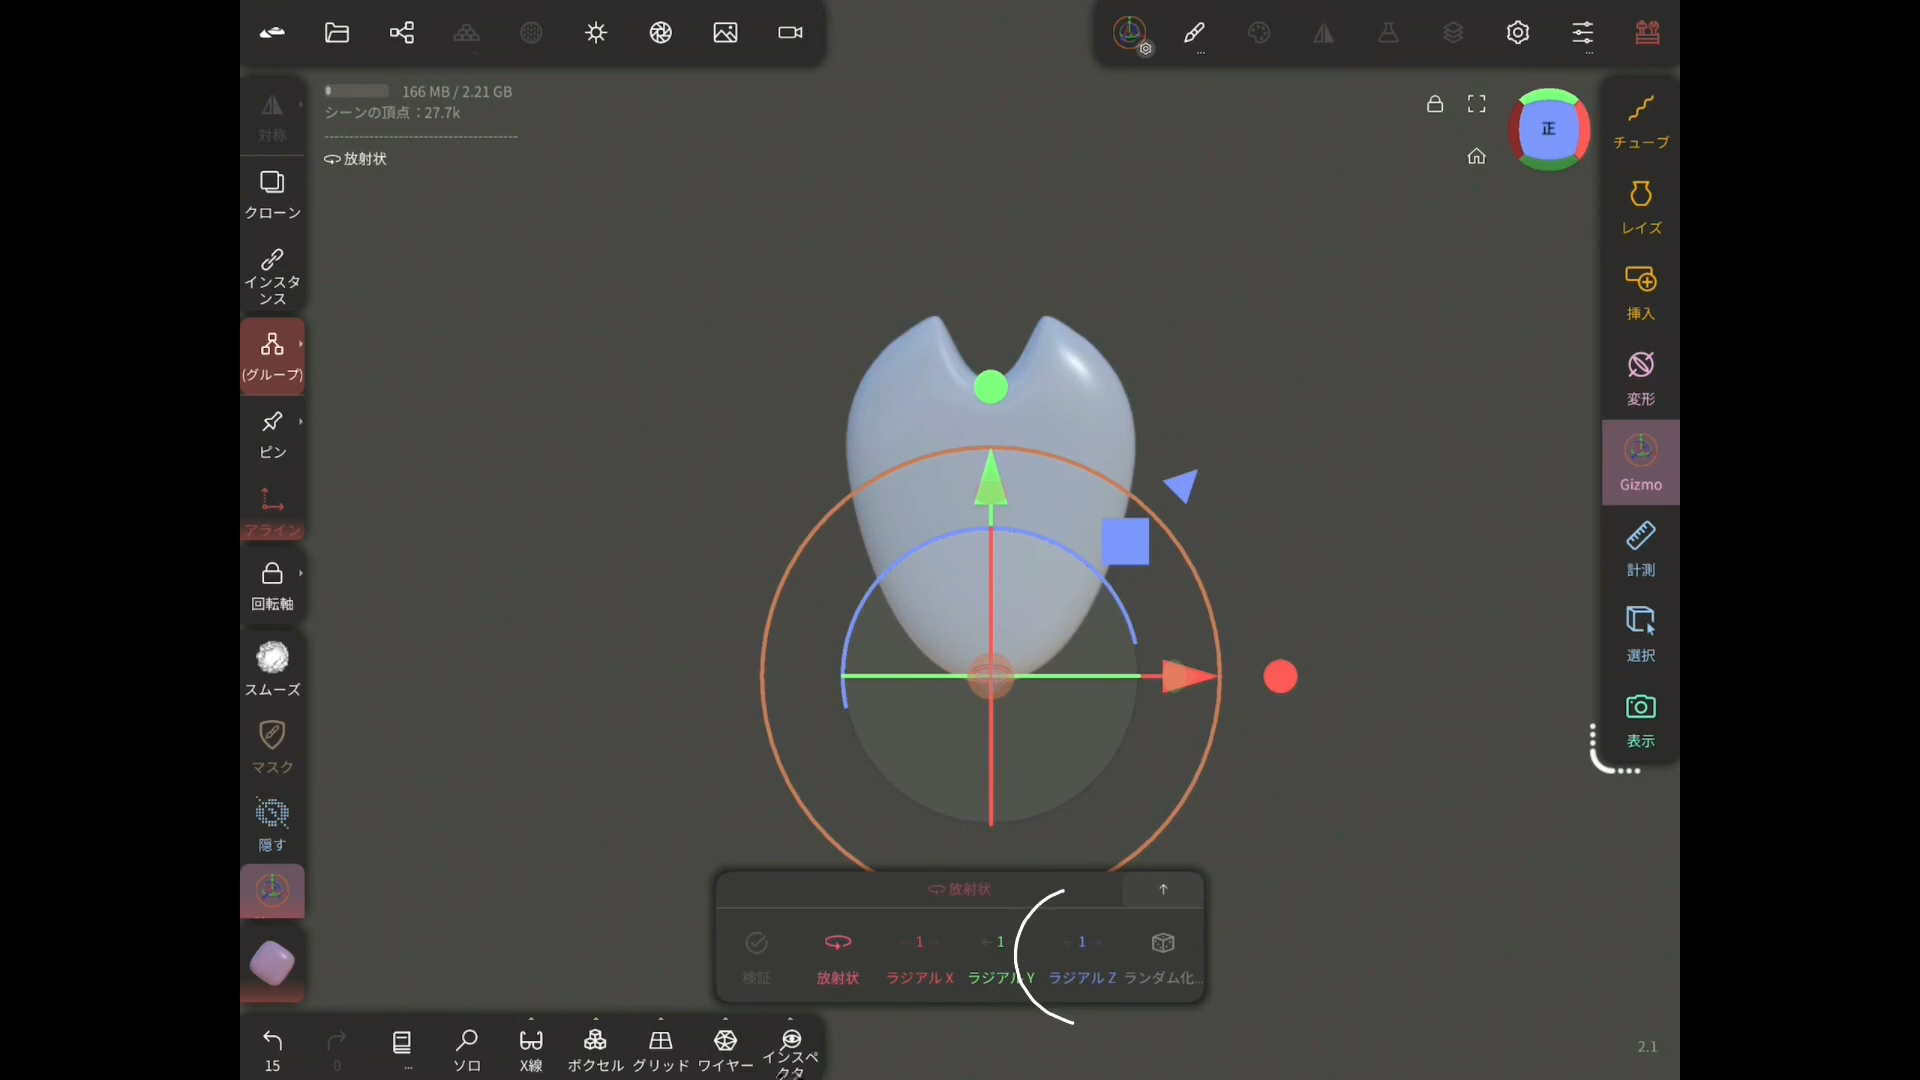 166 MB / 2.21 GB
シーンの頂点：27.7k
放射状
正
対称
クローン
インスタ
ンス
(グループ)
ピン
アライン
回転軸
スムーズ
マスク
隠す
チューブ
レイズ
挿入
変形
Gizmo
計測
選択
表示
放射状
検証
放射状
1
ラジアル X
1
ラジアル Y
1
ラジアル Z
ランダム化...
15
0
...
ソロ
X線
ボクセル
グリッド
ワイヤー
インスペ
クタ
2.1